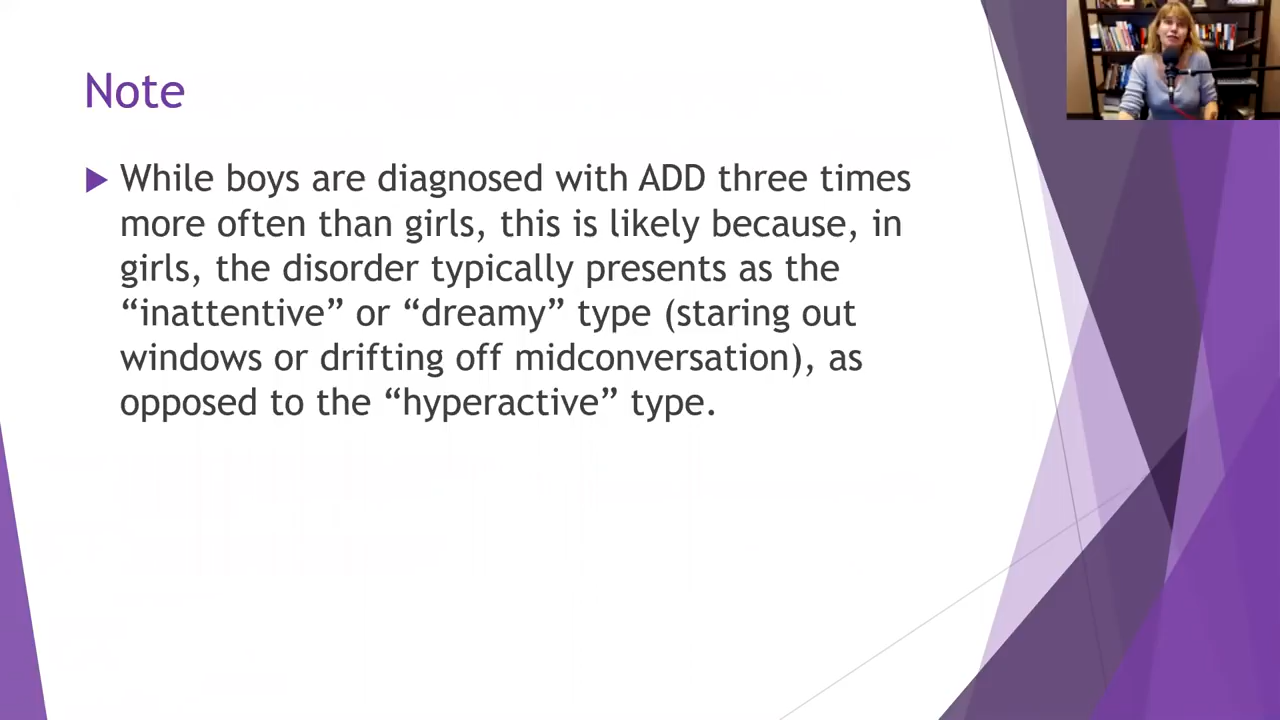 Note
While boys are diagnosed with ADD three times
more often than girls, this is likely because, in
girls, the disorder typically presents as the
“inattentive” or “dreamy” type (staring out
windows or drifting off midconversation), as
opposed to the “hyperactive” type.